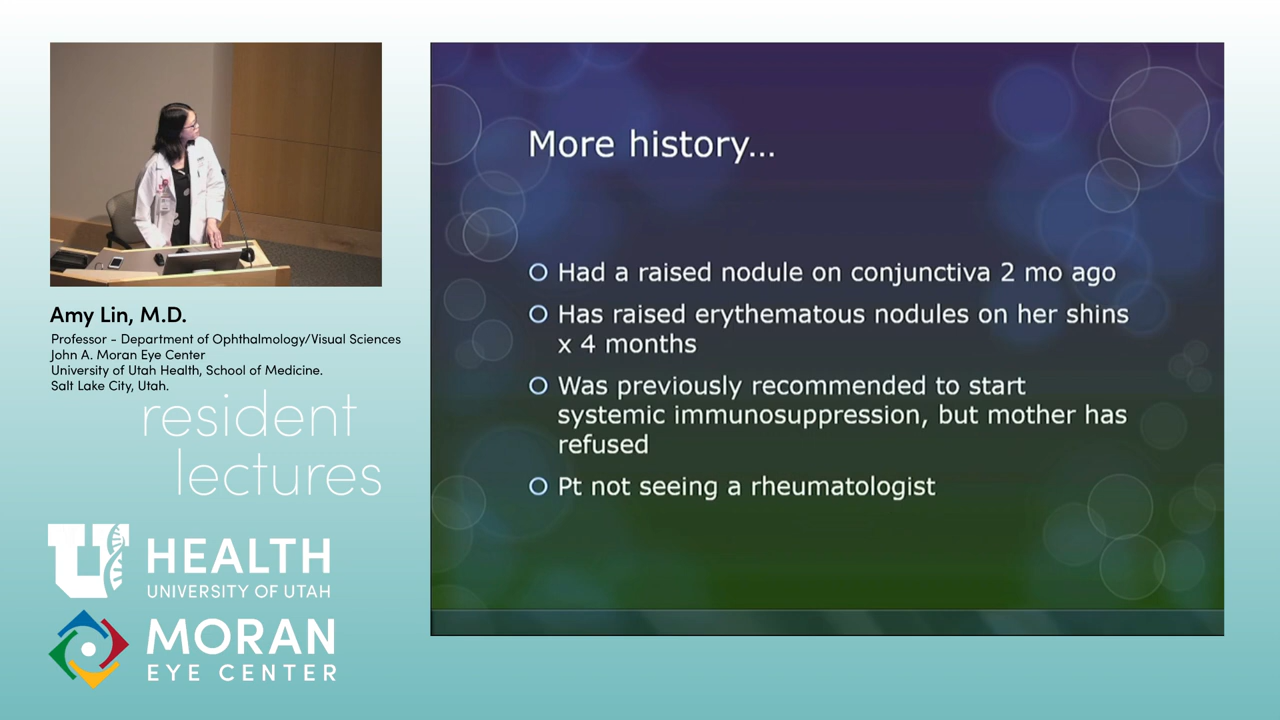 Amy Lin, M.D.
Professor - Department of Ophthalmology/Visual Sciences
John A. Moran Eye Center
University of Utah Health, School of Medicine.
Salt Lake City, Utah.
resident
lectures
U HEALTH
UNIVERSITY OF UTAH
MORAN
EYE CENTER
More history...
Had a raised nodule on conjunctiva 2 mo ago
Has raised erythematous nodules on her shins
x 4 months
Was previously recommended to start
systemic immunosuppression, but mother has
refused
Pt not seeing a rheumatologist